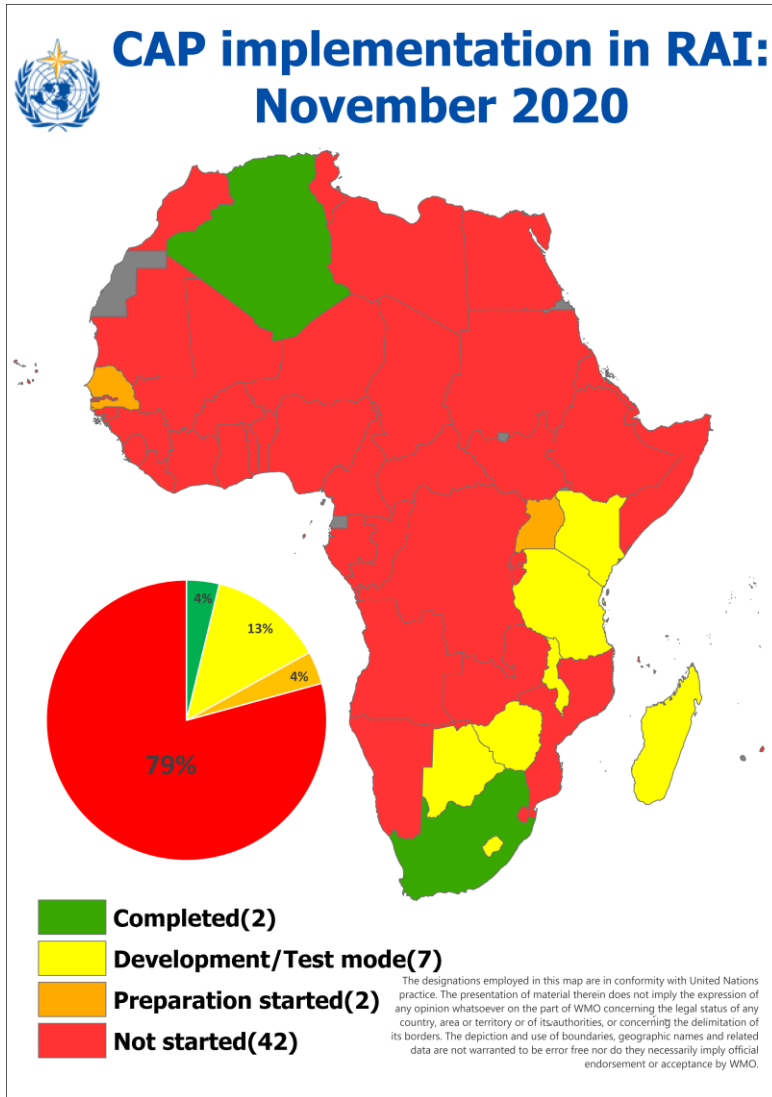 CAP implementation in RAI:
November 2020
4%
13%
4%
79%
Completed(2)
Development/Test mode(7)
Preparation started(2)
Not started(42)
The designations employed in this map are in conformity with United Nations
practice. The presentation of material therein does not imply the expression of
any opinion whatsoever on the part of WMO concerning the legal status of any
country, area or territory or of its authorities, or concerning the delimitation of
its borders. The depiction and use of boundaries, geographic names and related
data are not warranted to be error free nor do they necessarily imply official
endorsement or acceptance by WMO.